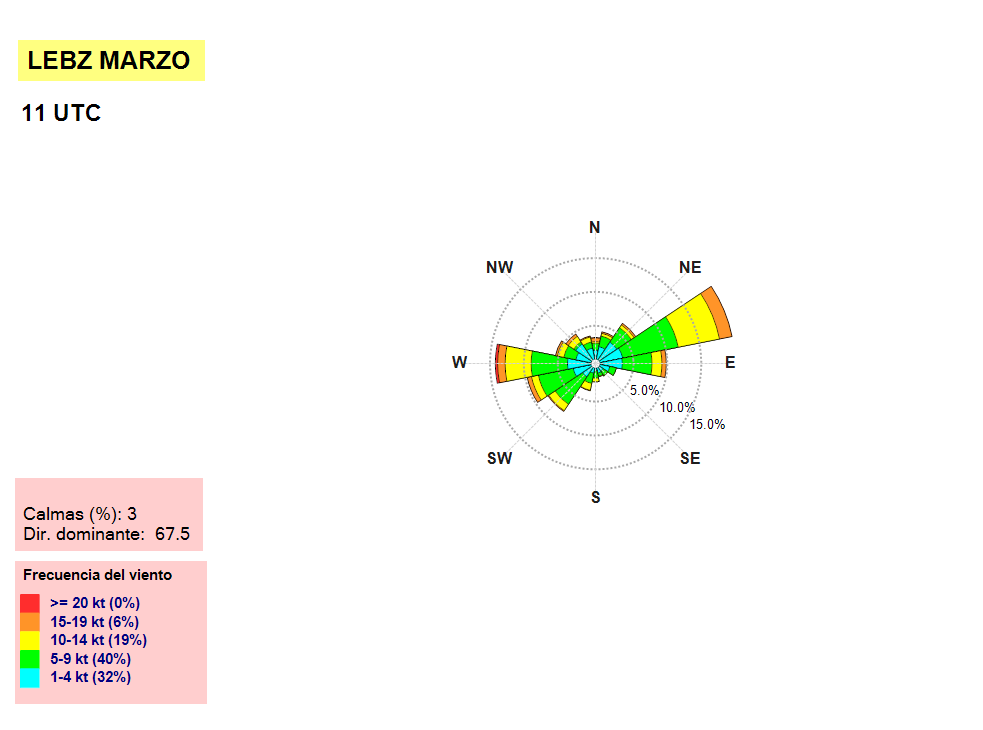 LEBZ MARZO
11 UTC
N
NW
NE
W
E
5.0%
10.0%
15.0%
SW
SE
S
Calmas (%): 3
Dir. dominante: 67.5
Frecuencia del viento
>= 20 kt (0%)
15-19 kt (6%)
10-14 kt (19%)
5-9 kt (40%)
1-4 kt (32%)